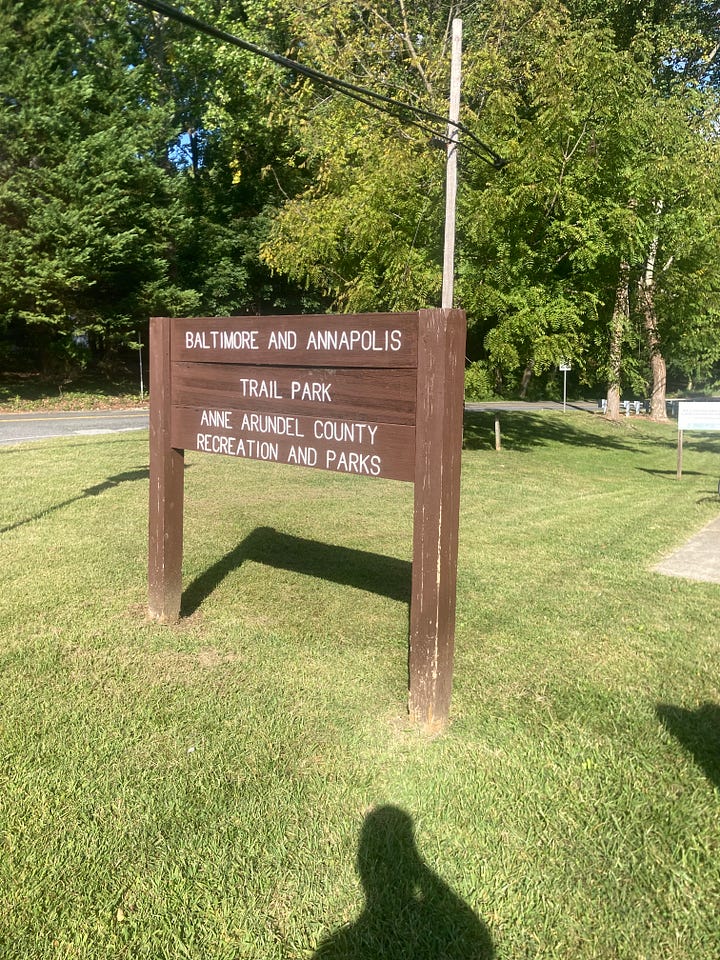 BALTIMORE AND ANNAPOLIS
TRAIL PARK
ANNE ARUNDEL COUNTY
RECREATION AND PARKS